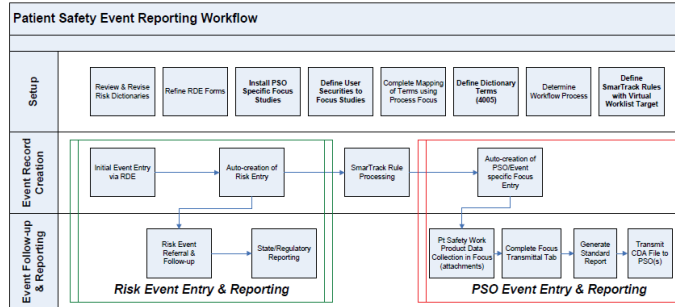 Patient Safety Event Reporting Workflow
Setup
Review & Revise
Risk Dictionaries
Refine RDE Forms
Install PSO
Specific Focus
Studies
Define User
Securities to
Focus Studies
Complete Mapping
of Terms using
Process Focus
Define Dictionary
Terms
(4005)
Determine
Workflow Process
Define
SmarTrack Rules
with Virtual
Worklist Target
Event Record
Creation
Initial Event Entry
via RDE
Auto-creation of
Risk Entry
SmarTrack Rule
Processing
Auto-creation of
PSO/Event
specific Focus
Entry
Event Follow-up
& Reporting
Risk Event
Referral &
Follow-up
State/Regulatory
Reporting
Pt Safety Work
Product Data
Collection in Focus
(attachments)
Complete Focus
Transmittal Tab
Generate
Standard
Report
Transmit
CDA File to
PSO(s)
Risk Event Entry & Reporting
PSO Event Entry & Reporting